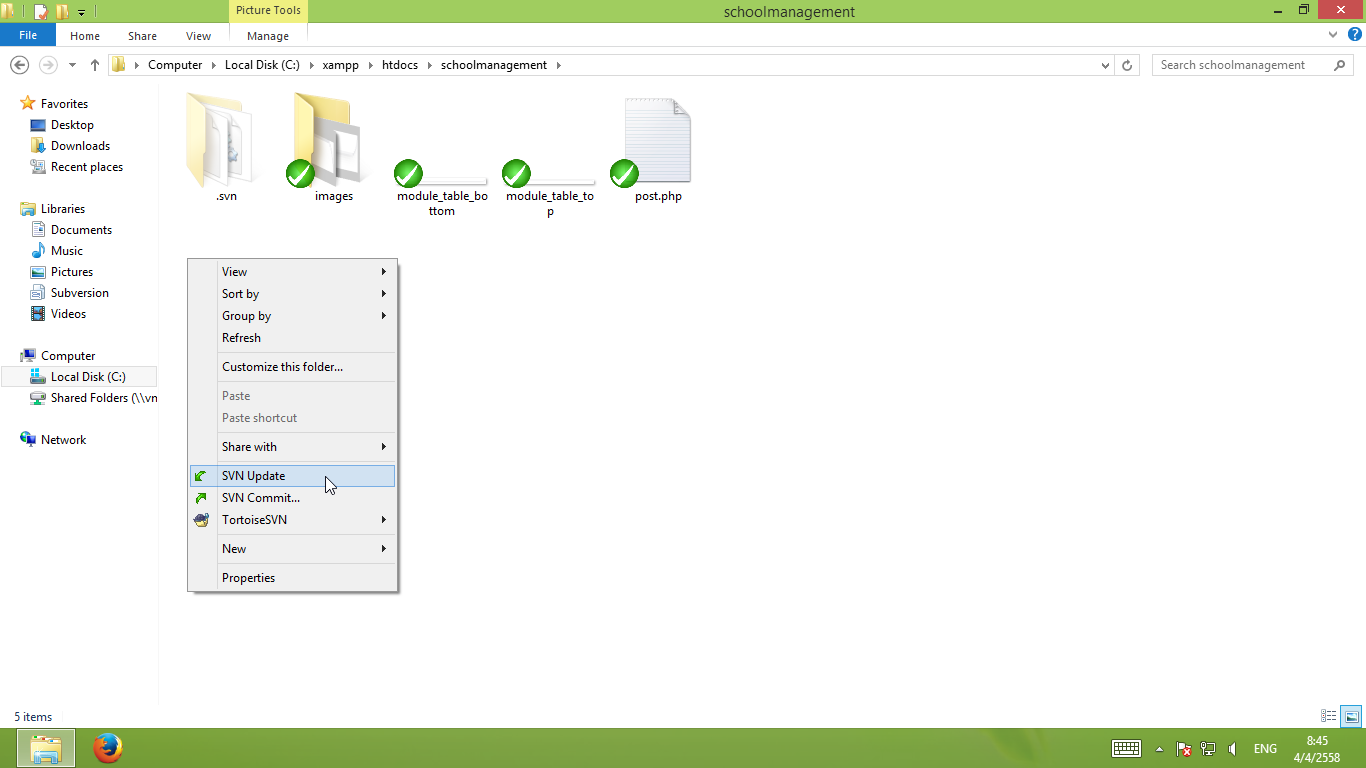 Picture Tools
schoolmanagement
File
Home
Share
View
Manage
Computer
Local Disk (C:)
xampp
htdocs
schoolmanagement
Search schoolmanagement
Favorites
Desktop
Downloads
Recent places
Libraries
Documents
Music
Pictures
Subversion
Videos
Computer
Local Disk (C:)
Shared Folders (\\vn
Network
.svn
images
module_table_bo
ttom
module_table_to
p
post.php
View
Sort by
Group by
Refresh
Customize this folder...
Paste
Paste shortcut
Share with
SVN Update
SVN Commit...
TortoiseSVN
New
Properties
5 items
ENG
8:45
4/4/2558